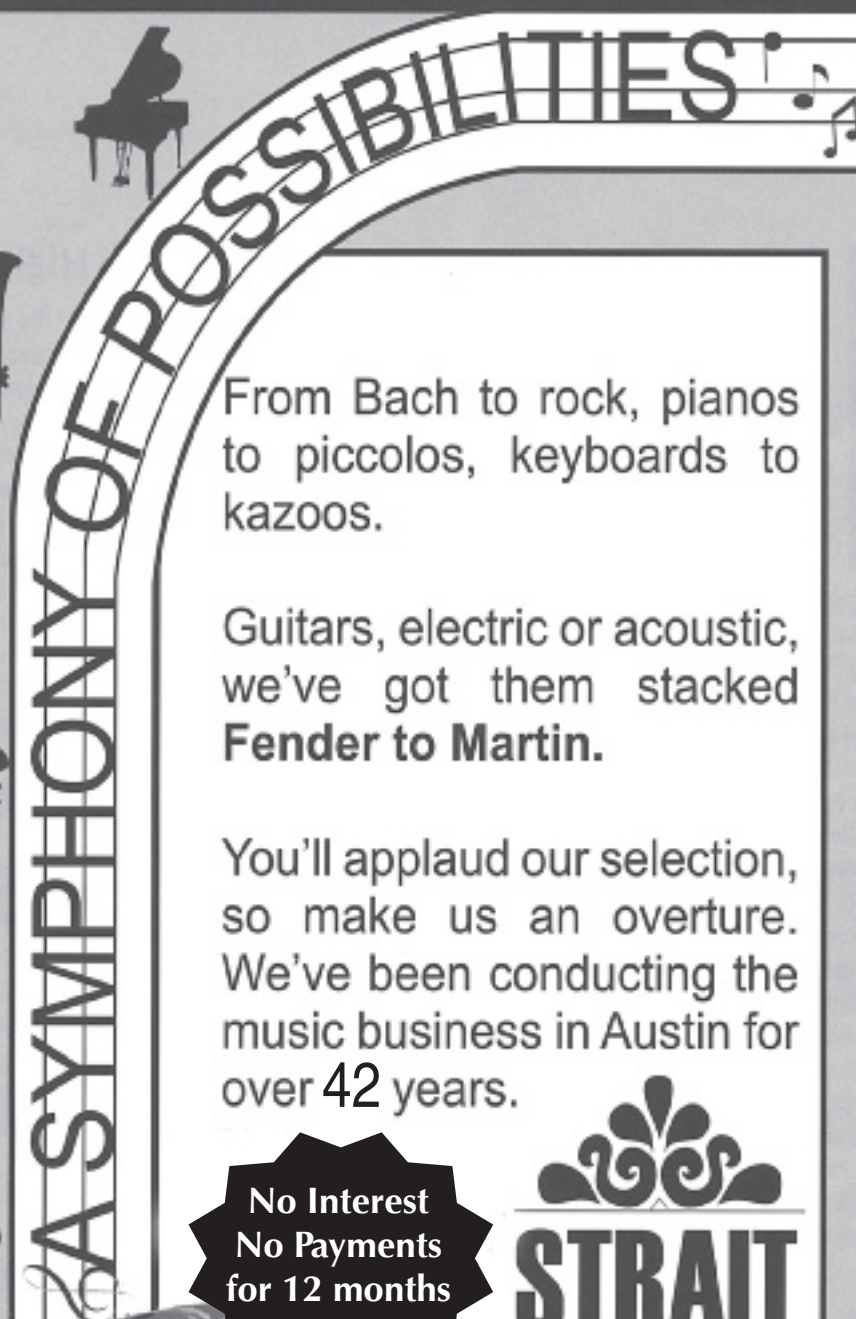 A SYMPHONY OF POSSIBILITIES
From Bach to rock, pianos
to piccolos, keyboards to
kazoos.
Guitars, electric or acoustic,
we've got them stacked
Fender to Martin.
You'll applaud our selection,
so make us an overture.
We've been conducting the
music business in Austin for
over 42 years.
No Interest
No Payments
for 12 months
STRAIT